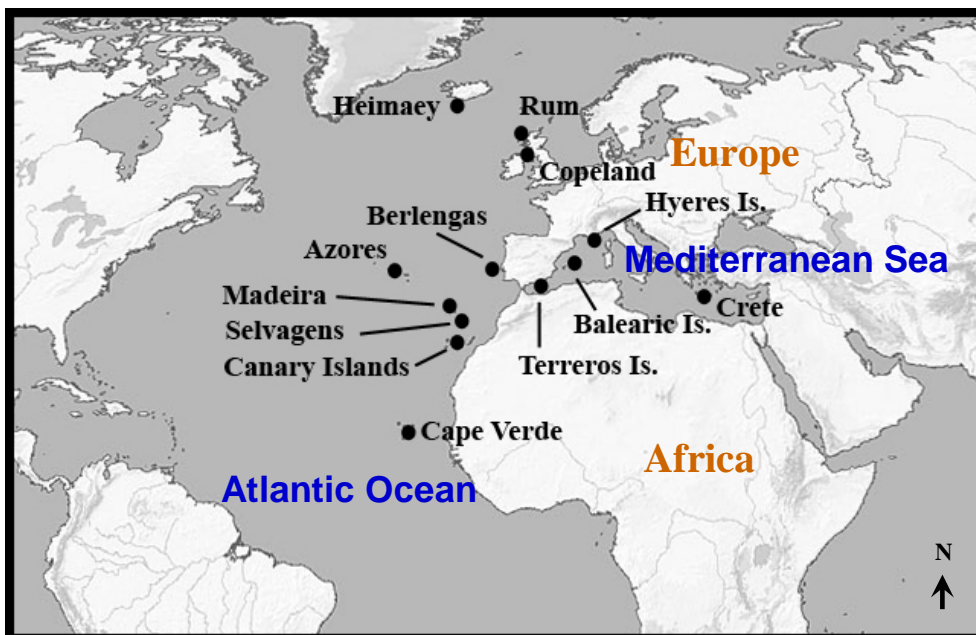 Heimaey
Rum
Europe
Copeland
Hyeres Is.
Berlengas
Azores
Mediterranean Sea
Madeira
Crete
Selvagens
Balearic Is.
Canary Islands
Terreros Is.
Cape Verde
Africa
Atlantic Ocean
N